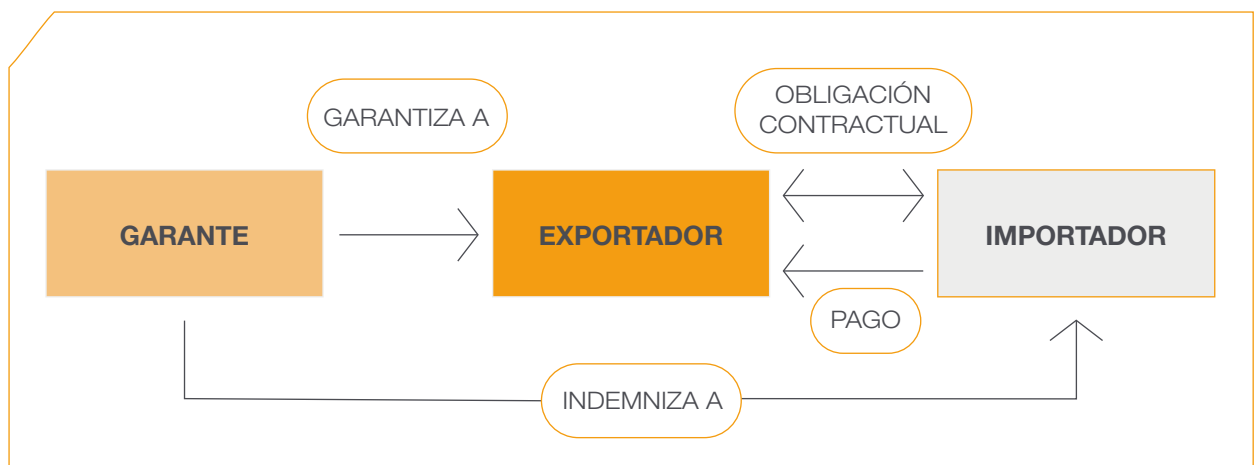 GARANTIZA A
OBLIGACIÓN
CONTRACTUAL
GARANTE
EXPORTADOR
IMPORTADOR
PAGO
INDEMNIZA A